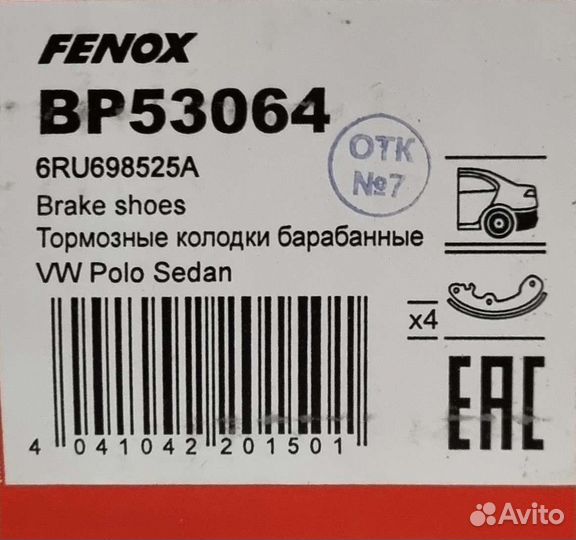 FENOX
BP53064
6RU698525A
ОТК
№7
Brake shoes
Тормозные колодки барабанные
VW Polo Sedan
x4
EAC
4 041042 201501
Avito